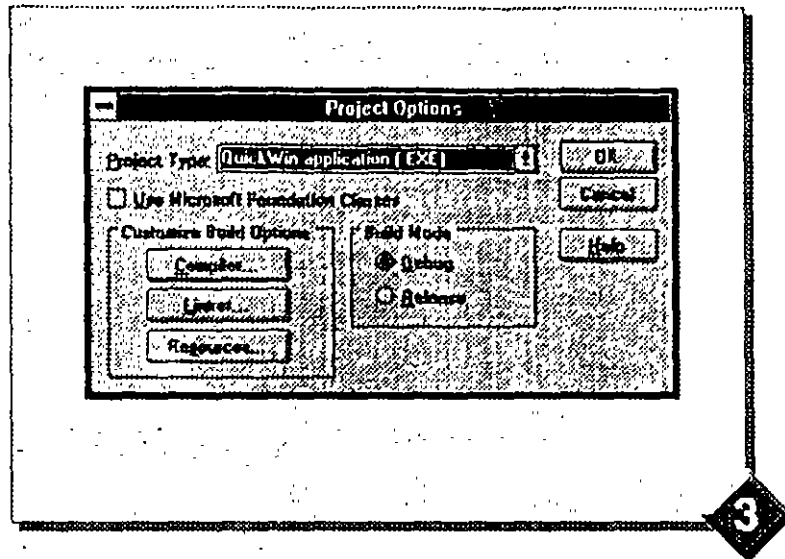 Project Options
Project Type: QuickWin application (.EXE)
OK
Use Microsoft Foundation Classes
Cancel
Customize Build Options
Build Mode
Help
Compiler...
Debug
Linker...
Release
Resources...
3